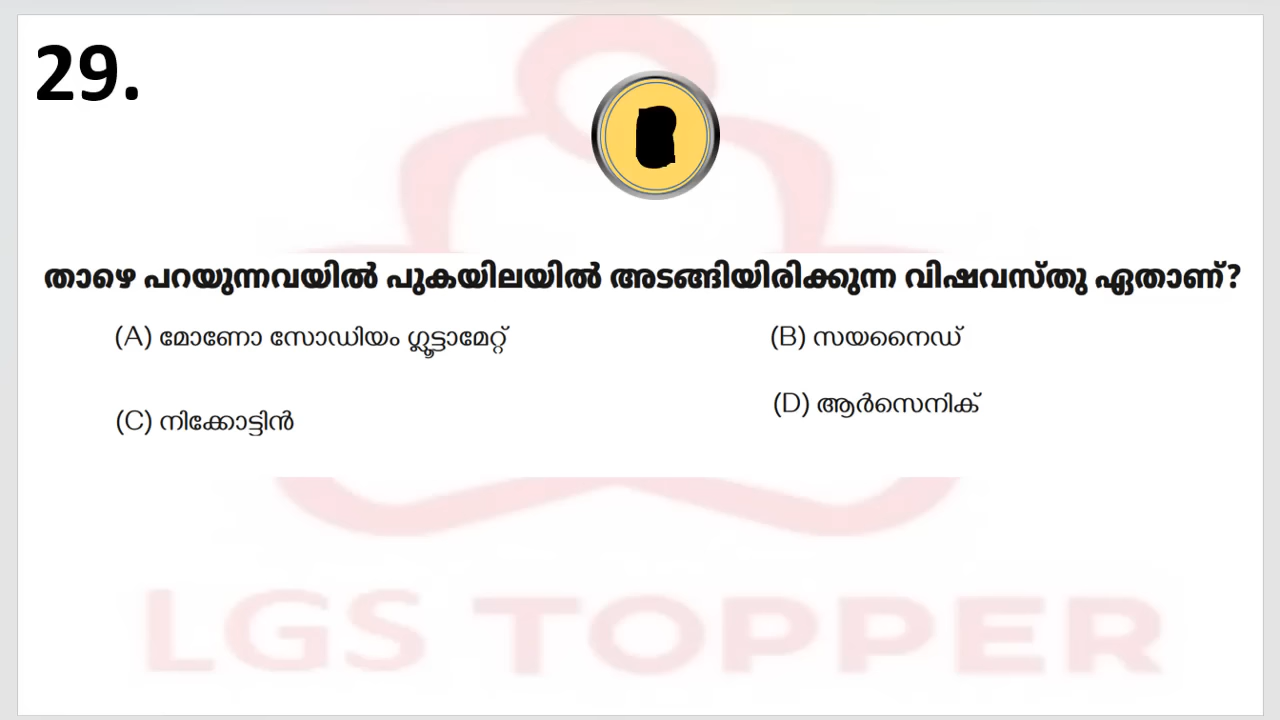 29.
താഴെ പറയുന്നവയിൽ പുകയിലയിൽ അടങ്ങിയിരിക്കുന്ന വിഷവസ്തു ഏതാണ്?
(A) മോണോ സോഡിയം ഗ്ലൂട്ടാമേറ്റ് (B) സയനൈഡ്
(C) നിക്കോട്ടിൻ (D) ആർസെനിക്
LGS TOPPER